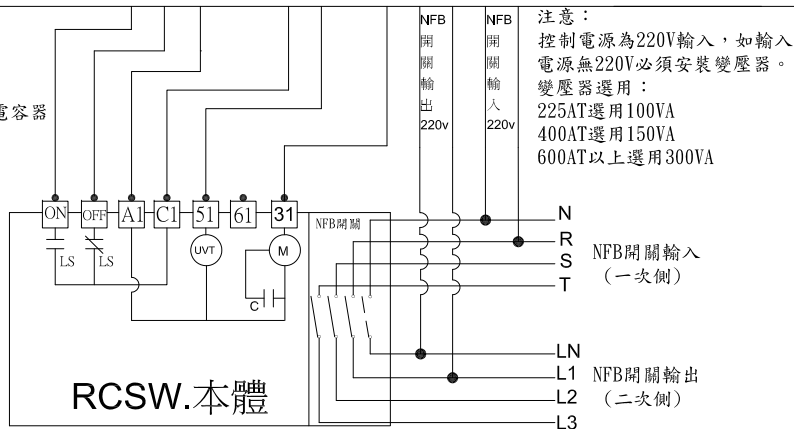 NFB
開
關
輸
出
220v
NFB
開
關
輸
入
220v
注意：
控制電源為220V輸入，如輸入
電源無220V必須安裝變壓器。
變壓器選用：
225AT選用100VA
400AT選用150VA
600AT以上選用300VA
電容器
ON OFF A1 C1 51 61 31
NFB開關
LS LS
UVT
M
C
N
R
S
T
NFB開關輸入
(一次側)
LN
L1
L2
L3
NFB開關輸出
(二次側)
RCSW.本體